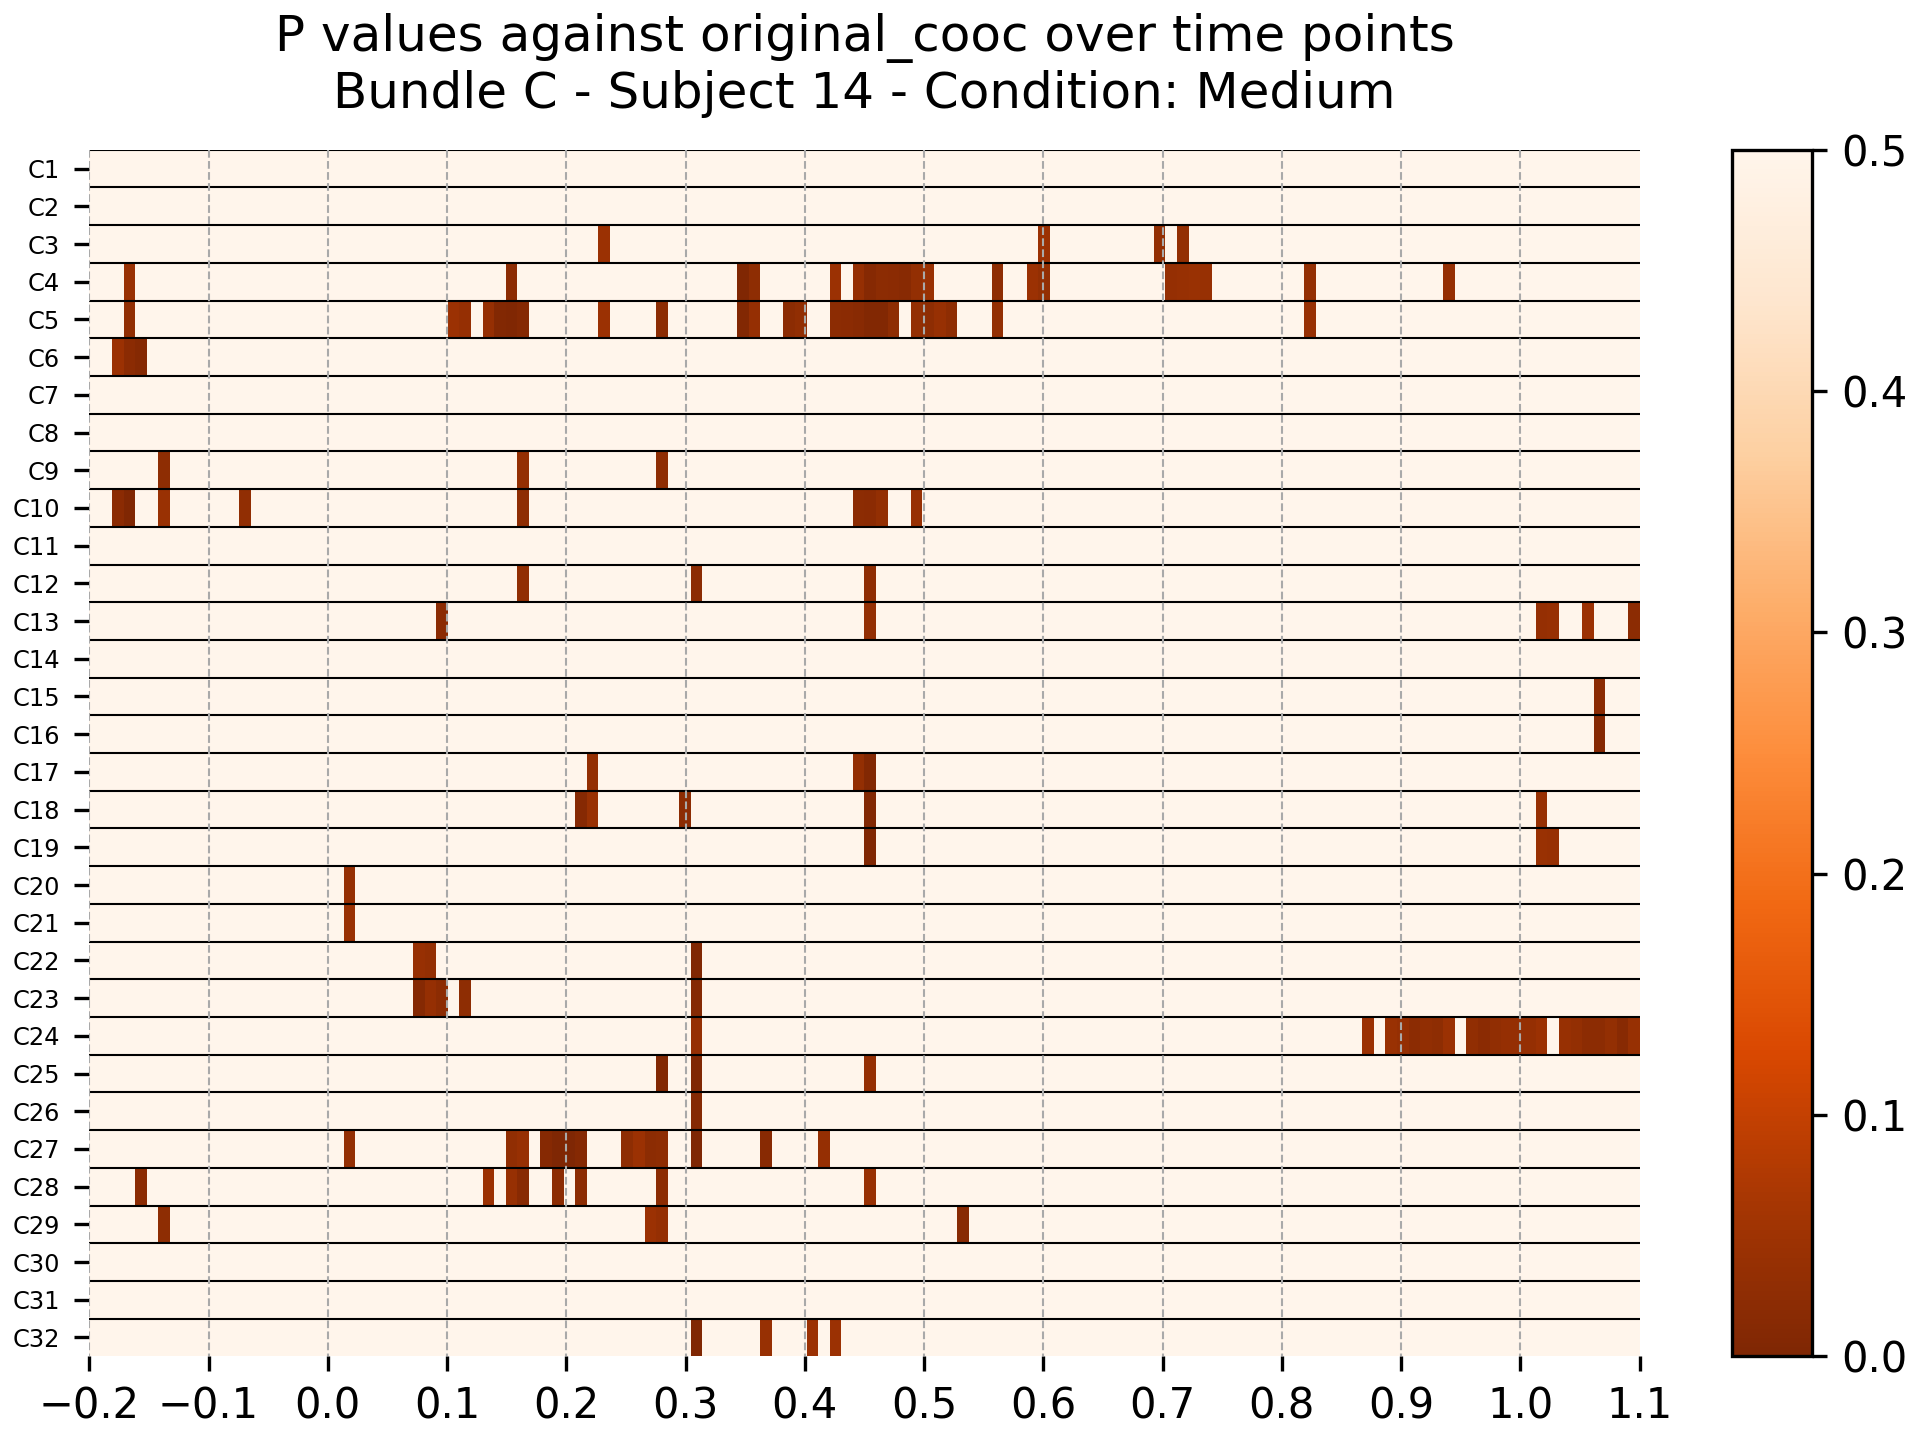 P values against original_cooc over time points
Bundle C - Subject 14 - Condition: Medium
C1
C2
C3
C4
C5
C6
C7
C8
C9
C10
C11
C12
C13
C14
C15
C16
C17
C18
C19
C20
C21
C22
C23
C24
C25
C26
C27
C28
C29
C30
C31
C32
−0.2 −0.1 0.0 0.1 0.2 0.3 0.4 0.5 0.6 0.7 0.8 0.9 1.0 1.1
0.5
0.4
0.3
0.2
0.1
0.0